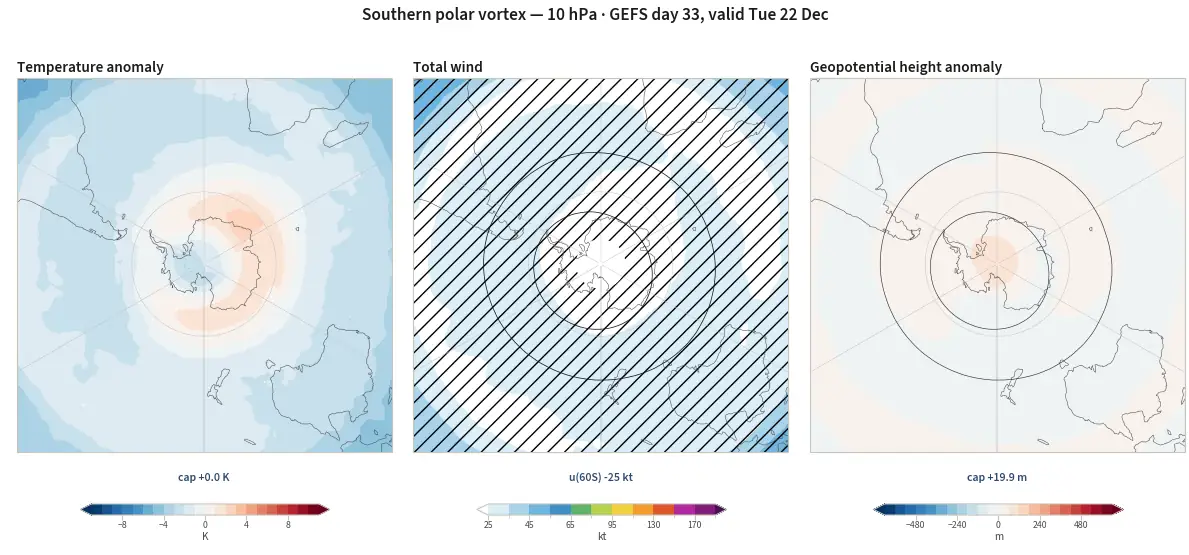 Southern polar vortex — 10 hPa · GEFS day 33, valid Tue 22 Dec
Temperature anomaly
Total wind
Geopotential height anomaly
cap +0.0 K
u(60S) -25 kt
cap +19.9 m
−8 −4 0 4 8
K
25 45 65 90 130 170
kt
−480 −240 0 240 480
m